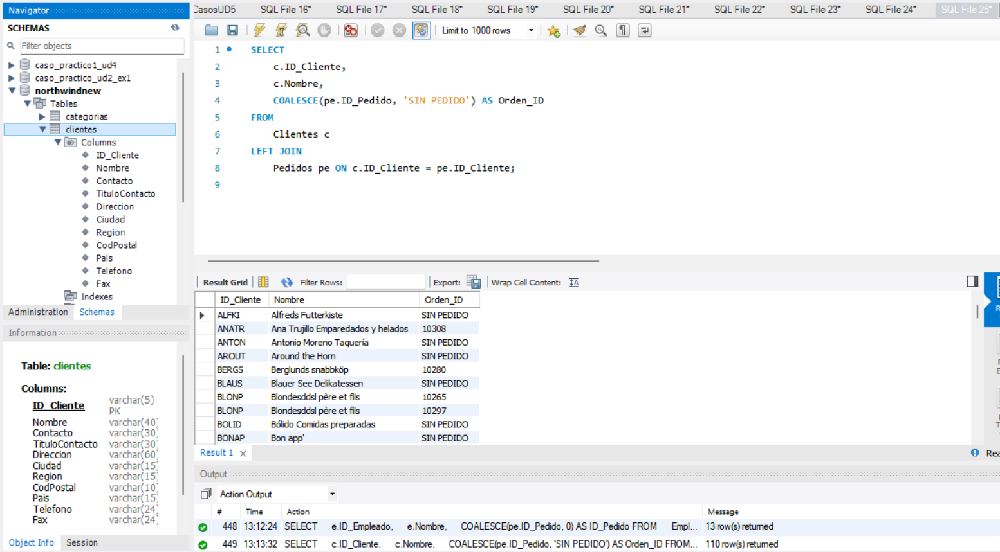 Navigator
SCHEMAS
Filter objects
caso_practico1_ud4
caso_practico_ud2_ex1
northwindnew
Tables
categorias
clientes
Columns
ID_Cliente
Nombre
Contacto
TituloContacto
Direccion
Ciudad
Region
CodPostal
Pais
Telefono
Fax
Indexes
Administration Schemas
Information
Table: clientes
Columns:
ID_Cliente varchar(5)
PK
Nombre varchar(40)
Contacto varchar(30)
TituloContacto varchar(30)
Direccion varchar(60)
Ciudad varchar(15)
Region varchar(15)
CodPostal varchar(10)
Pais varchar(15)
Telefono varchar(24)
Fax varchar(24)
Object Info Session
CasosUD5 SQL File 16* SQL File 17* SQL File 18* SQL File 19* SQL File 20* SQL File 21* SQL File 22* SQL File 23* SQL File 24* SQL File 25*
Limit to 1000 rows
1 SELECT
2 c.ID_Cliente,
3 c.Nombre,
4 COALESCE(pe.ID_Pedido, 'SIN PEDIDO') AS Orden_ID
5 FROM
6 Clientes c
7 LEFT JOIN
8 Pedidos pe ON c.ID_Cliente = pe.ID_Cliente;
9
Result Grid Filter Rows: Export: Wrap Cell Content:
ID_Cliente Nombre Orden_ID
ALFKI Alfreds Futterkiste SIN PEDIDO
ANATR Ana Trujillo Emparedados y helados 10308
ANTON Antonio Moreno Taquería SIN PEDIDO
AROUT Around the Horn SIN PEDIDO
BERGS Berglunds snabbköp 10280
BLAUS Blauer See Delikatessen SIN PEDIDO
BLONP Blondesddsl père et fils 10265
BLONP Blondesddsl père et fils 10297
BOLID Bólido Comidas preparadas SIN PEDIDO
BONAP Bon app' SIN PEDIDO
Result 1
Output
Action Output
# Time Action Message
448 13:12:24 SELECT e.ID_Empleado, e.Nombre, COALESCE(pe.ID_Pedido, 0) AS ID_Pedido FROM Empl... 13 row(s) returned
449 13:13:32 SELECT c.ID_Cliente, c.Nombre, COALESCE(pe.ID_Pedido, 'SIN PEDIDO') AS Orden_ID FROM... 110 row(s) returned